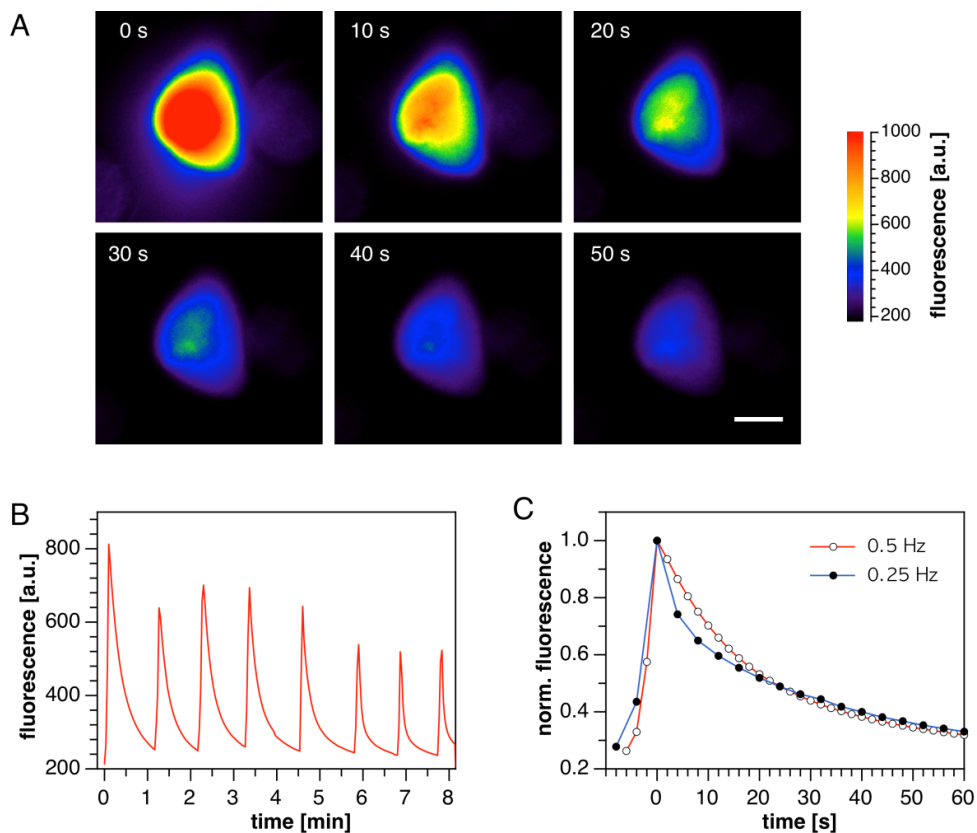 A
0 s
10 s
20 s
30 s
40 s
50 s
1000
800
600
400
200
fluorescence [a.u.]
B
fluorescence [a.u.]
800
600
400
200
0 1 2 3 4 5 6 7 8
time [min]
C
norm. fluorescence
1.0
0.8
0.6
0.4
0.2
0.5 Hz
0.25 Hz
0 10 20 30 40 50 60
time [s]